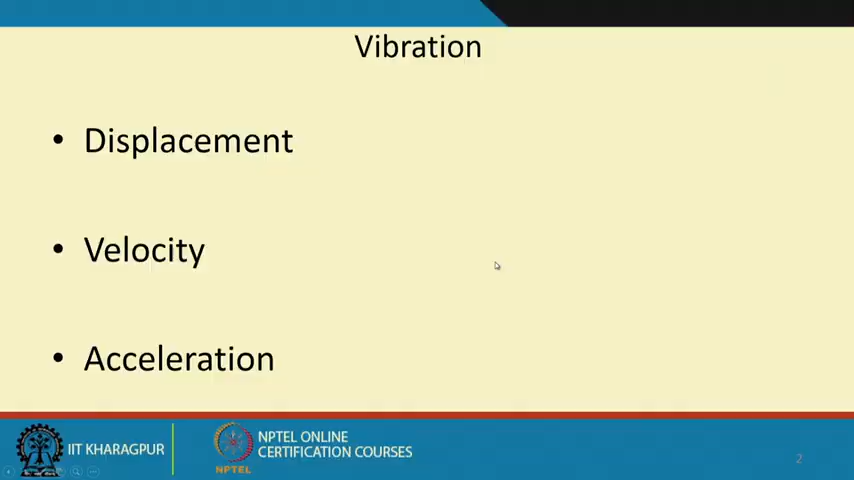 Vibration
• Displacement
• Velocity
• Acceleration
IIT KHARAGPUR
NPTEL
NPTEL ONLINE
CERTIFICATION COURSES
2